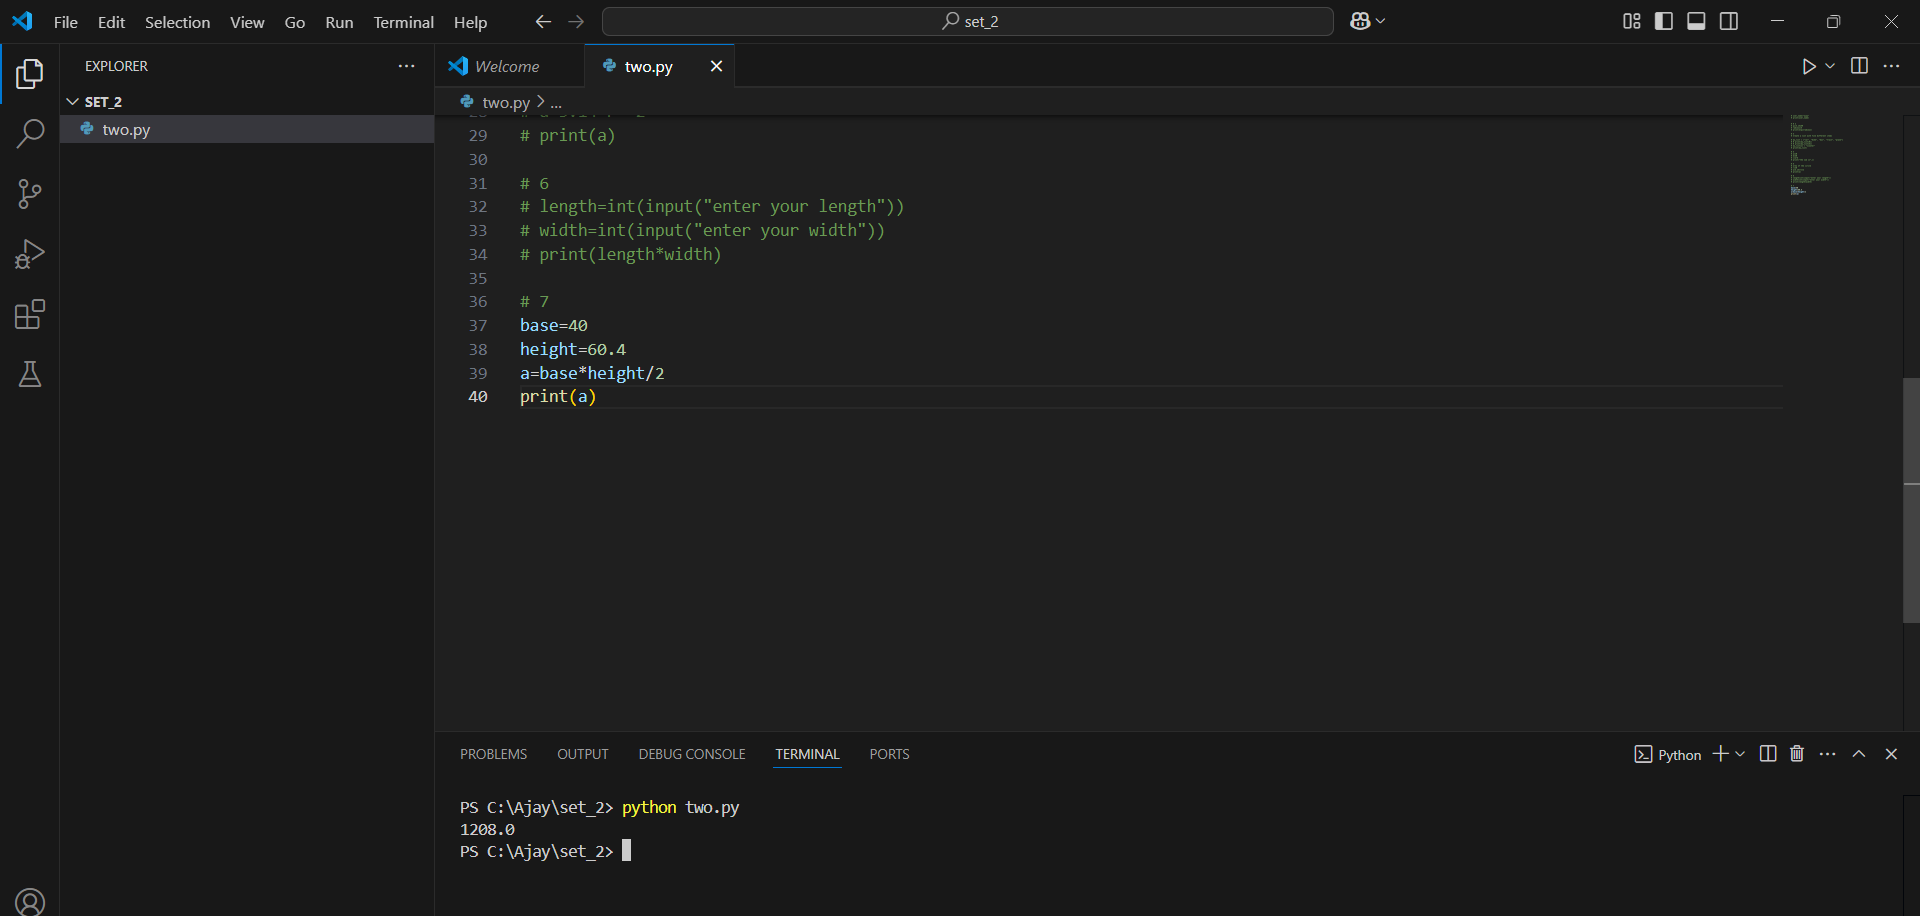 File Edit Selection View Go Run Terminal Help
set_2
EXPLORER
SET_2
two.py
Welcome
two.py
two.py > ...
29 # print(a)
30
31 # 6
32 # length=int(input("enter your length"))
33 # width=int(input("enter your width"))
34 # print(length*width)
35
36 # 7
37 base=40
38 height=60.4
39 a=base*height/2
40 print(a)
PROBLEMS OUTPUT DEBUG CONSOLE TERMINAL PORTS
Python
PS C:\Ajay\set_2> python two.py
1208.0
PS C:\Ajay\set_2>